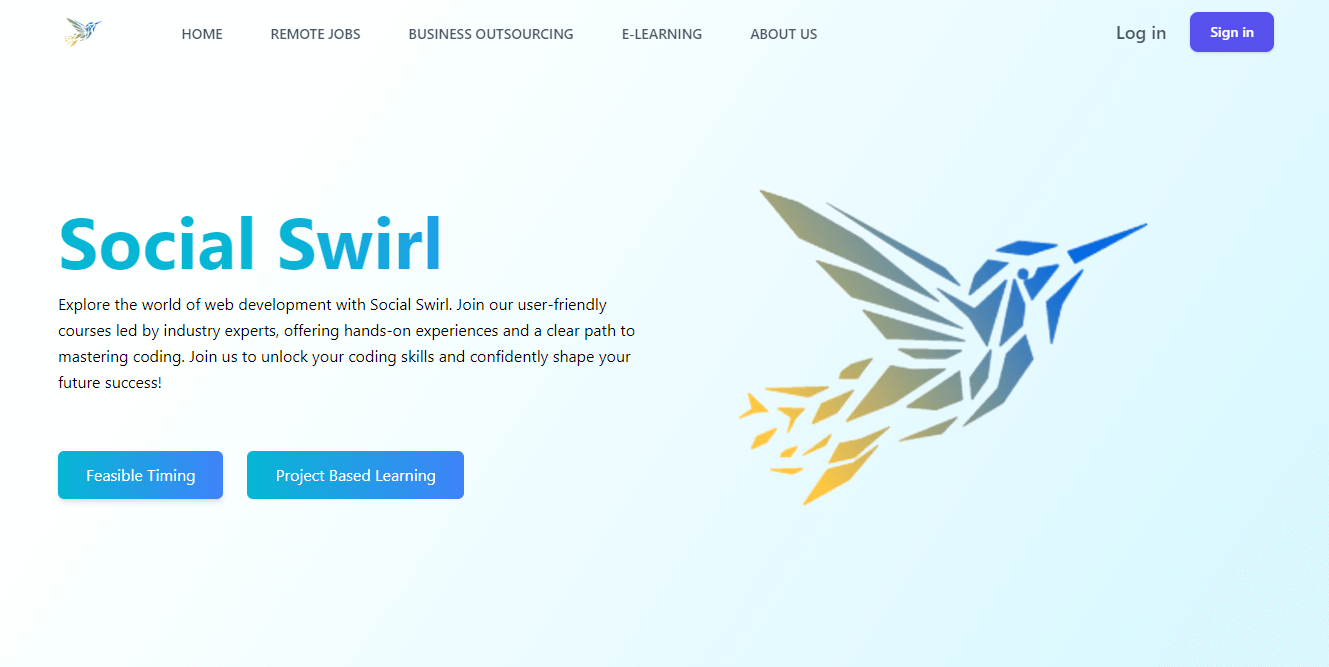 HOME REMOTE JOBS BUSINESS OUTSOURCING E-LEARNING ABOUT US Log in Sign in
Social Swirl
Explore the world of web development with Social Swirl. Join our user-friendly
courses led by industry experts, offering hands-on experiences and a clear path to
mastering coding. Join us to unlock your coding skills and confidently shape your
future success!
Feasible Timing Project Based Learning